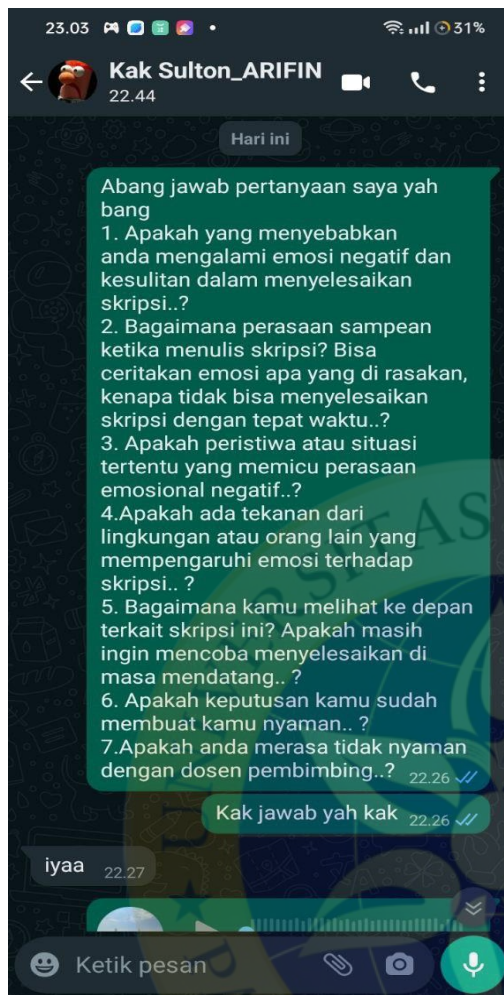 23.03
31%
Kak Sulton_ARIFIN
22.44
Hari ini
Abang jawab pertanyaan saya yah
bang
1. Apakah yang menyebabkan
anda mengalami emosi negatif dan
kesulitan dalam menyelesaikan
skripsi..?
2. Bagaimana perasaan sampean
ketika menulis skripsi? Bisa
ceritakan emosi apa yang di rasakan,
kenapa tidak bisa menyelesaikan
skripsi dengan tepat waktu..?
3. Apakah peristiwa atau situasi
tertentu yang memicu perasaan
emosional negatif..?
4.Apakah ada tekanan dari
lingkungan atau orang lain yang
mempengaruhi emosi terhadap
skripsi.. ?
5. Bagaimana kamu melihat ke depan
terkait skripsi ini? Apakah masih
ingin mencoba menyelesaikan di
masa mendatang.. ?
6. Apakah keputusan kamu sudah
membuat kamu nyaman.. ?
7.Apakah anda merasa tidak nyaman
dengan dosen pembimbing..? 22.26
Kak jawab yah kak 22.26
iyaa 22.27
Ketik pesan